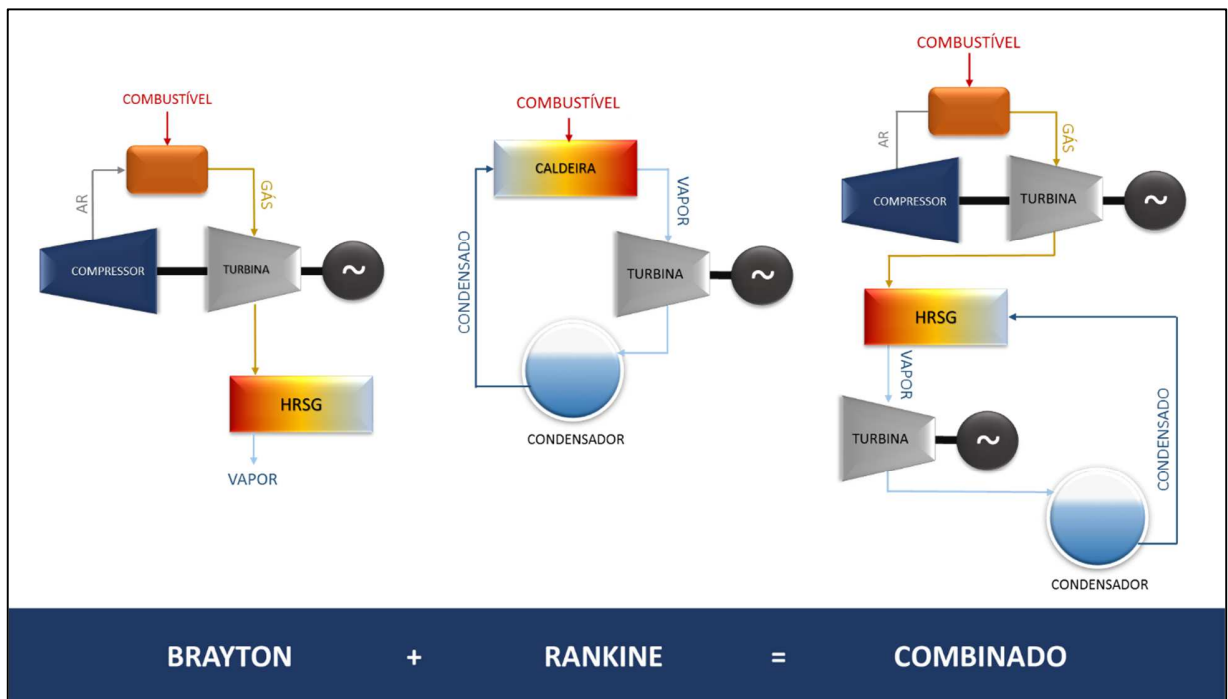 COMBUSTÍVEL
AR
GÁS
COMPRESSOR
TURBINA
~
HRSG
VAPOR
COMBUSTÍVEL
CALDEIRA
VAPOR
CONDENSADO
TURBINA
~
CONDENSADOR
COMBUSTÍVEL
AR
GÁS
COMPRESSOR
TURBINA
~
HRSG
VAPOR
TURBINA
~
CONDENSADO
CONDENSADOR
BRAYTON + RANKINE = COMBINADO